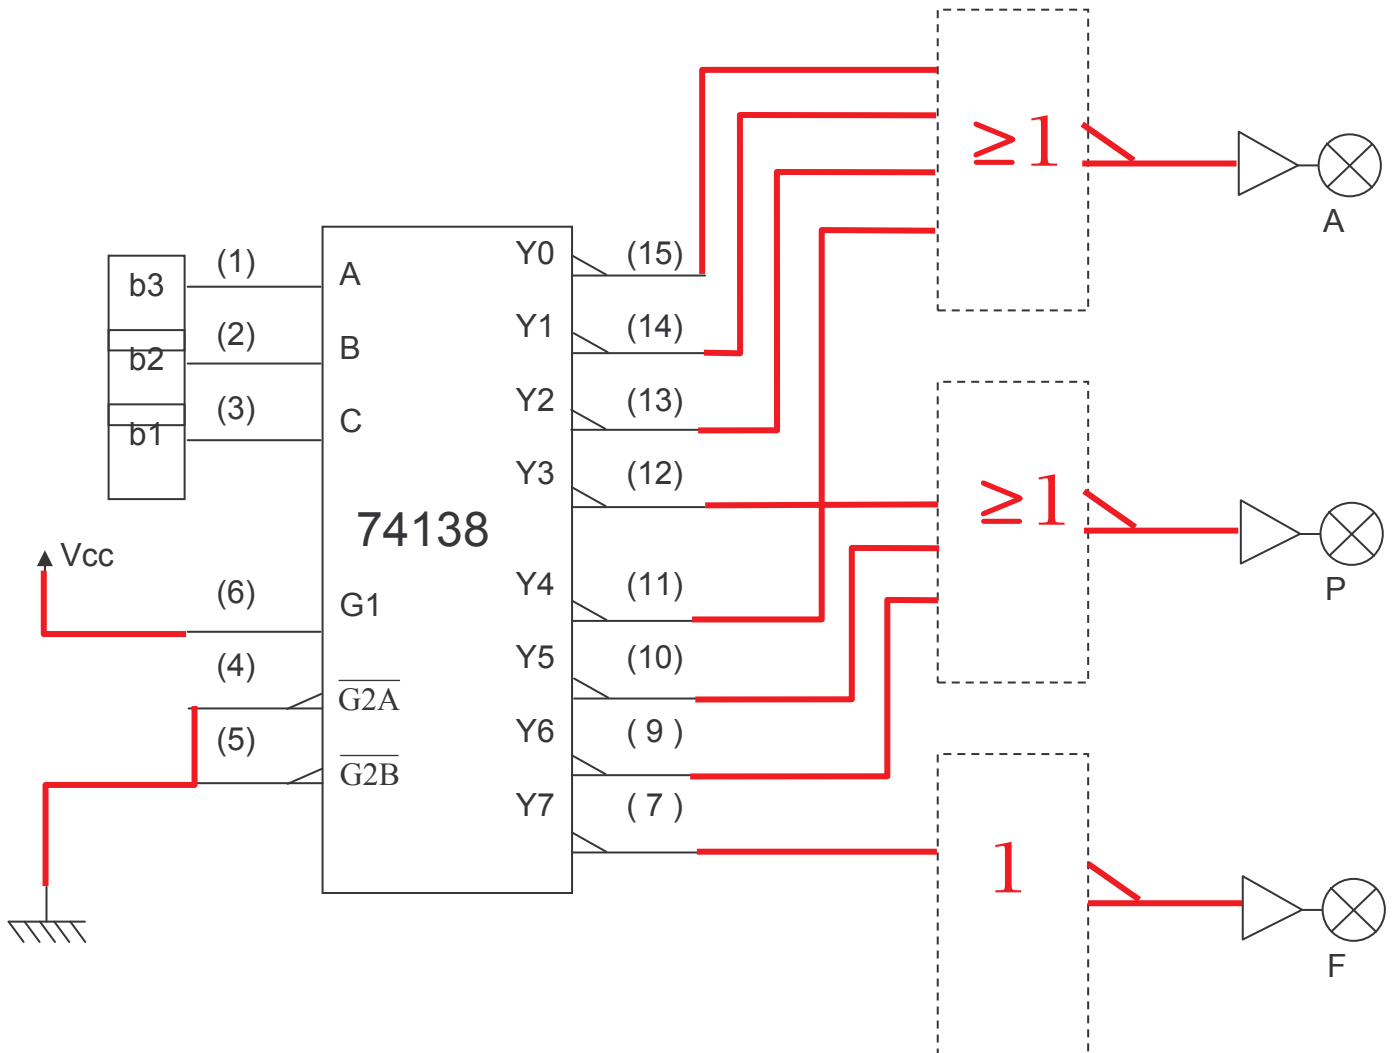 ≥1
A
b3 (1) A Y0 (15)
b2 (2) B Y1 (14)
b1 (3) C Y2 (13)
Y3 (12)
≥1
P
74138
Vcc
(6) G1 Y4 (11)
(4) G2A Y5 (10)
(5) G2B Y6 ( 9 )
Y7 ( 7 )
1
F